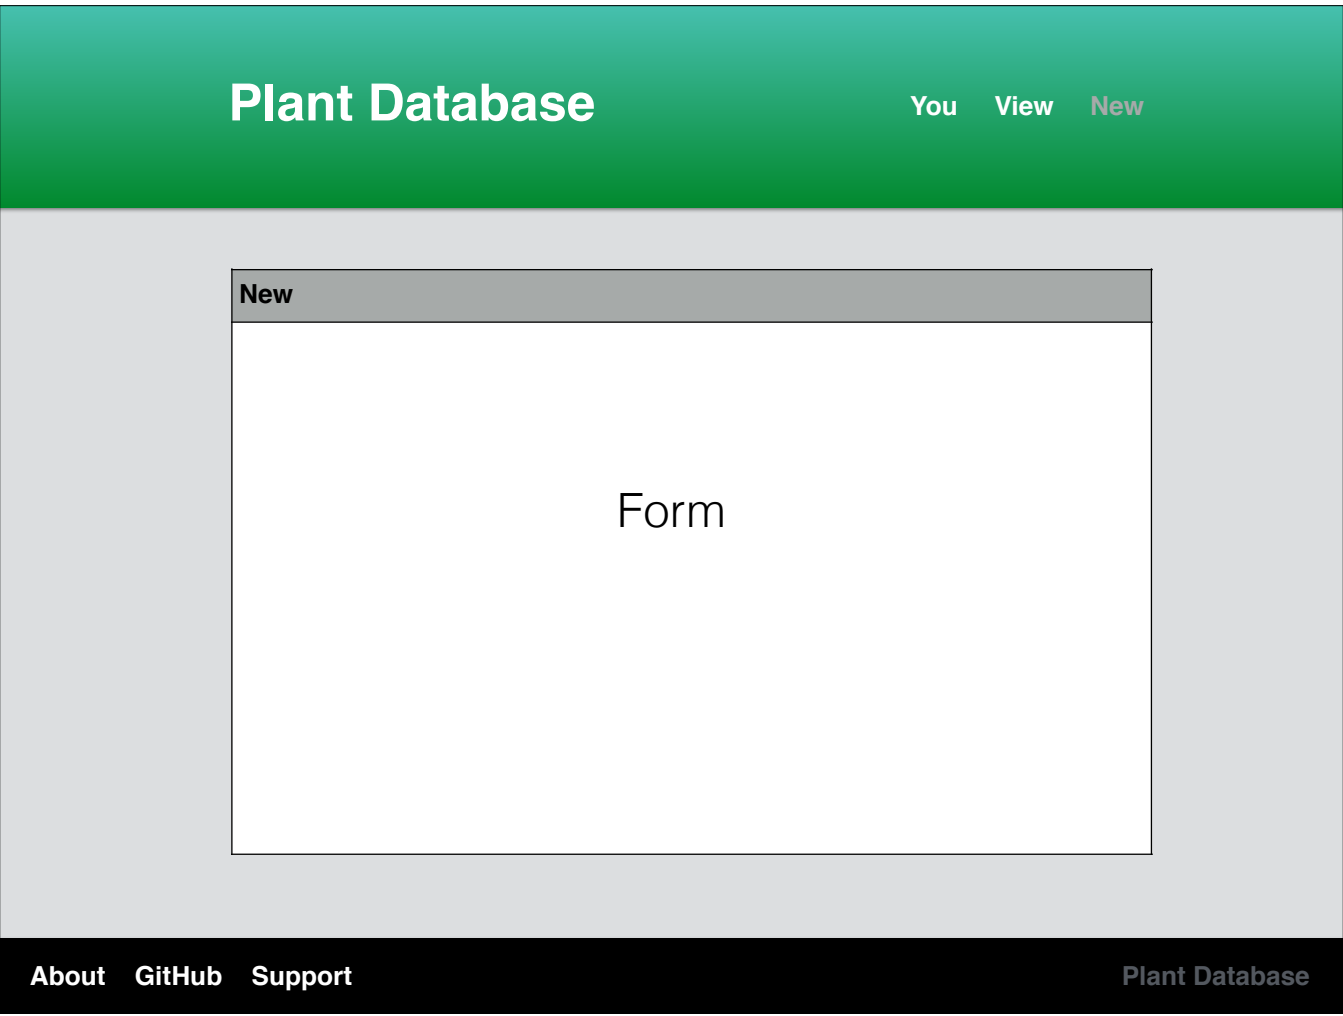 Plant Database
You View New
New
Form
About GitHub Support
Plant Database